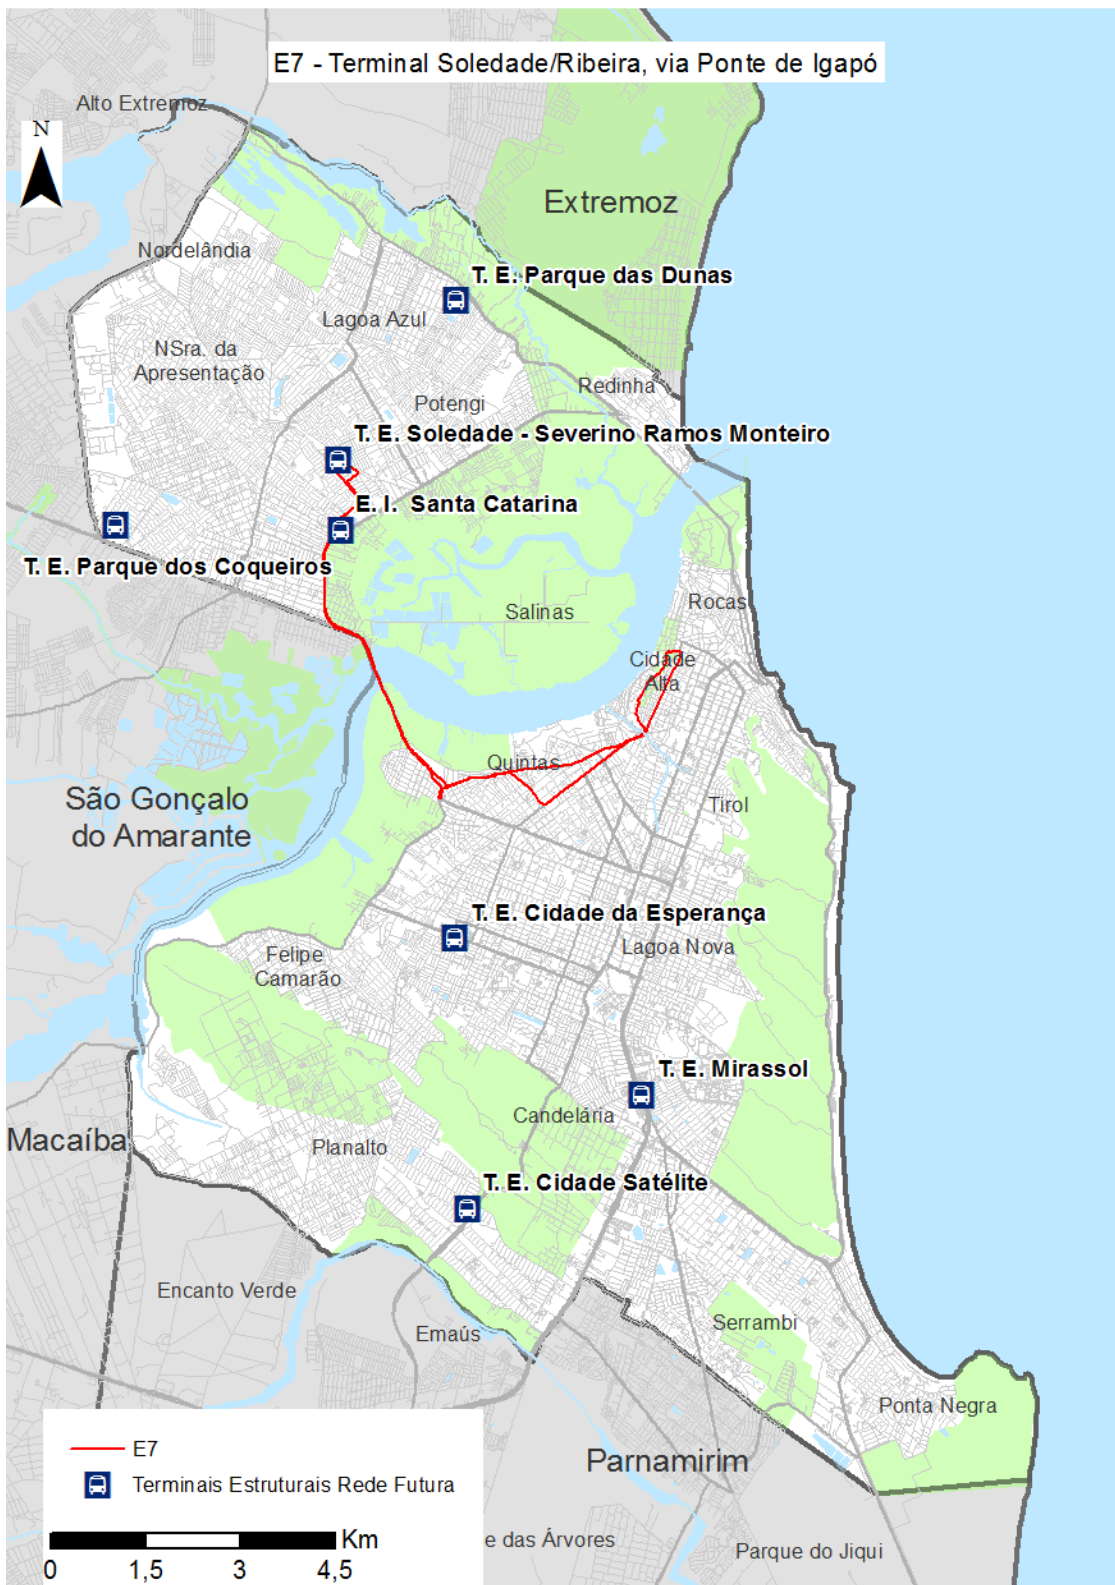 E7 - Terminal Soledade/Ribeira, via Ponte de Igapó
Alto Extremoz
N
Extremoz
Nordelândia
T. E. Parque das Dunas
Lagoa Azul
NSra. da
Apresentação
Redinha
Potengi
T. E. Soledade - Severino Ramos Monteiro
E. I. Santa Catarina
T. E. Parque dos Coqueiros
Rocas
Salinas
Cidade
Alta
Quintas
São Gonçalo
do Amarante
Tirol
T. E. Cidade da Esperança
Lagoa Nova
Felipe
Camarão
T. E. Mirassol
Candelária
Macaíba
Planalto
T. E. Cidade Satélite
Encanto Verde
Emaús
Serrambi
Ponta Negra
Parnamirim
E7
Terminais Estruturais Rede Futura
Km
0 1,5 3 4,5
e das Árvores
Parque do Jiqui